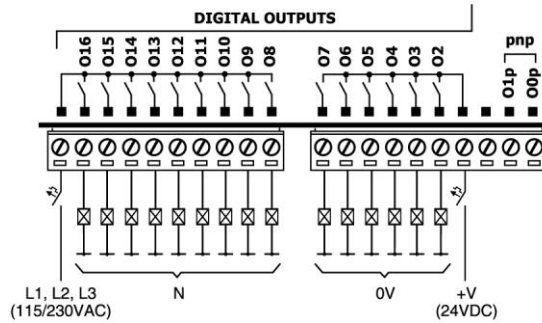 DIGITAL OUTPUTS
pnp
O16 O15 O14 O13 O12 O11 O10 O9 O8 O7 O6 O5 O4 O3 O2 O1p O0p
L1, L2, L3 N 0V +V
(115/230VAC) (24VDC)